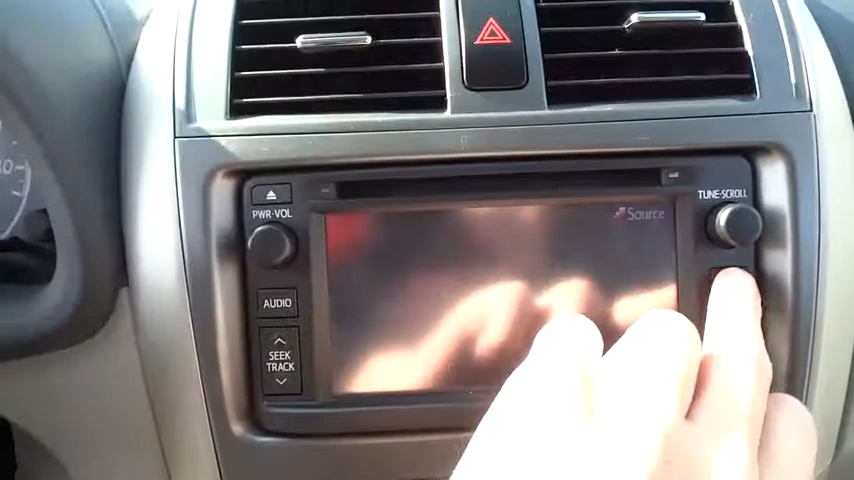 PWR·VOL
TUNE·SCROLL
Source
AUDIO
SEEK
TRACK